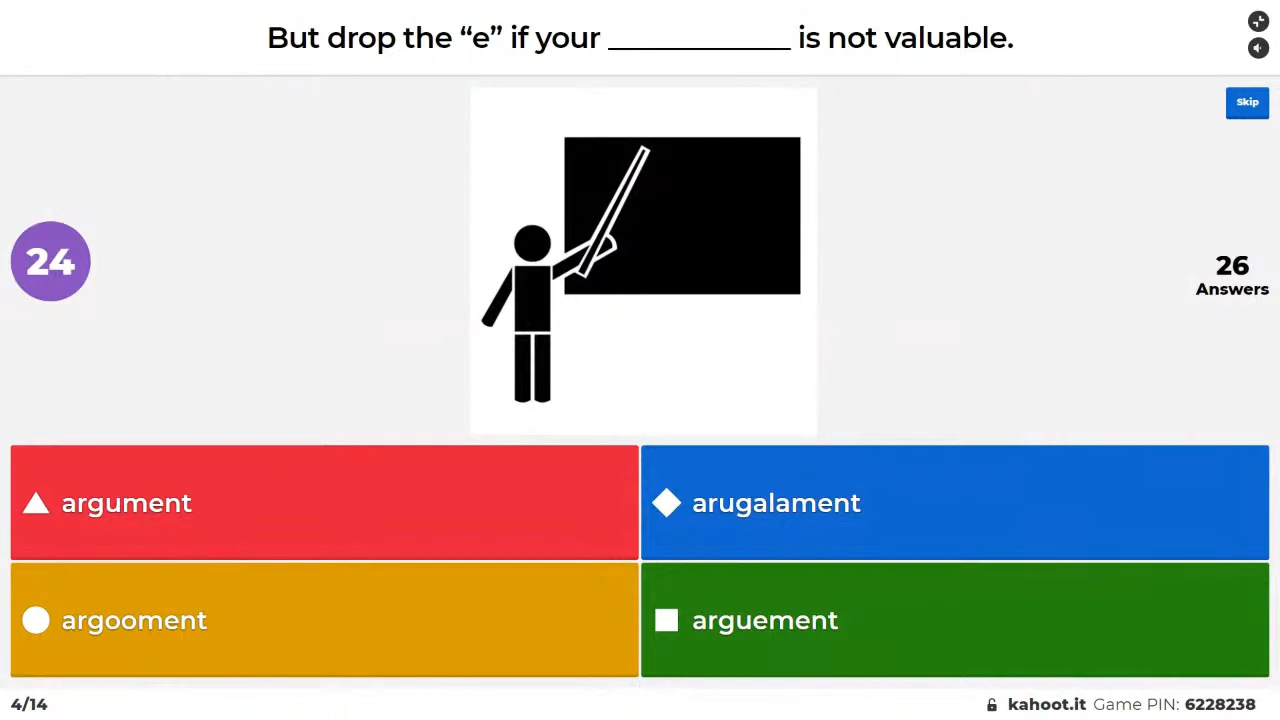 But drop the “e” if your _____________ is not valuable.
Skip
24
26
Answers
argument
arugalament
argooment
arguement
4/14
kahoot.it Game PIN: 6228238